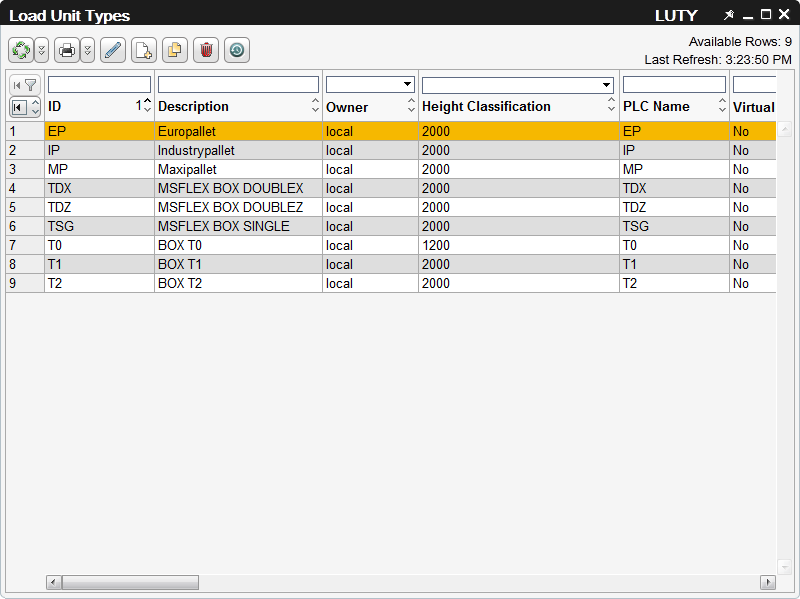 Load Unit Types LUTY
Available Rows: 9
Last Refresh: 3:23:50 PM
ID 1 Description Owner Height Classification PLC Name Virtual
1 EP Europallet local 2000 EP No
2 IP Industrypallet local 2000 IP No
3 MP Maxipallet local 2000 MP No
4 TDX MSFLEX BOX DOUBLEX local 2000 TDX No
5 TDZ MSFLEX BOX DOUBLEZ local 2000 TDZ No
6 TSG MSFLEX BOX SINGLE local 2000 TSG No
7 T0 BOX T0 local 1200 T0 No
8 T1 BOX T1 local 2000 T1 No
9 T2 BOX T2 local 2000 T2 No